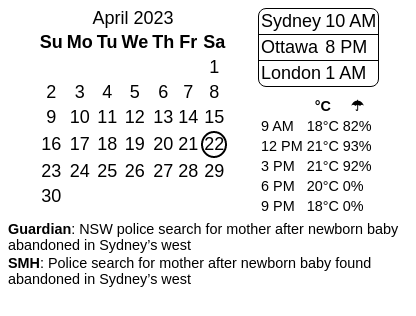 April 2023
Su Mo Tu We Th Fr Sa
1
2 3 4 5 6 7 8
9 10 11 12 13 14 15
16 17 18 19 20 21 22
23 24 25 26 27 28 29
30
Sydney 10 AM
Ottawa 8 PM
London 1 AM
°C ☂
9 AM 18°C 82%
12 PM 21°C 93%
3 PM 21°C 92%
6 PM 20°C 0%
9 PM 18°C 0%
Guardian: NSW police search for mother after newborn baby
abandoned in Sydney’s west
SMH: Police search for mother after newborn baby found
abandoned in Sydney’s west